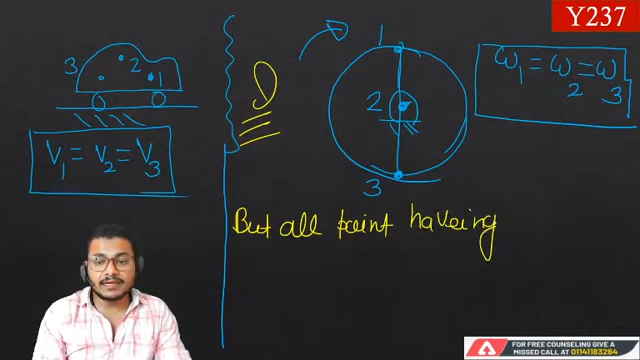 Y237
3
2
1
V1 = V2 = V3
1
2
3
ω1 = ω2 = ω3
But all point haveing
FOR FREE COUNSELING GIVE A
MISSED CALL AT 01141183264